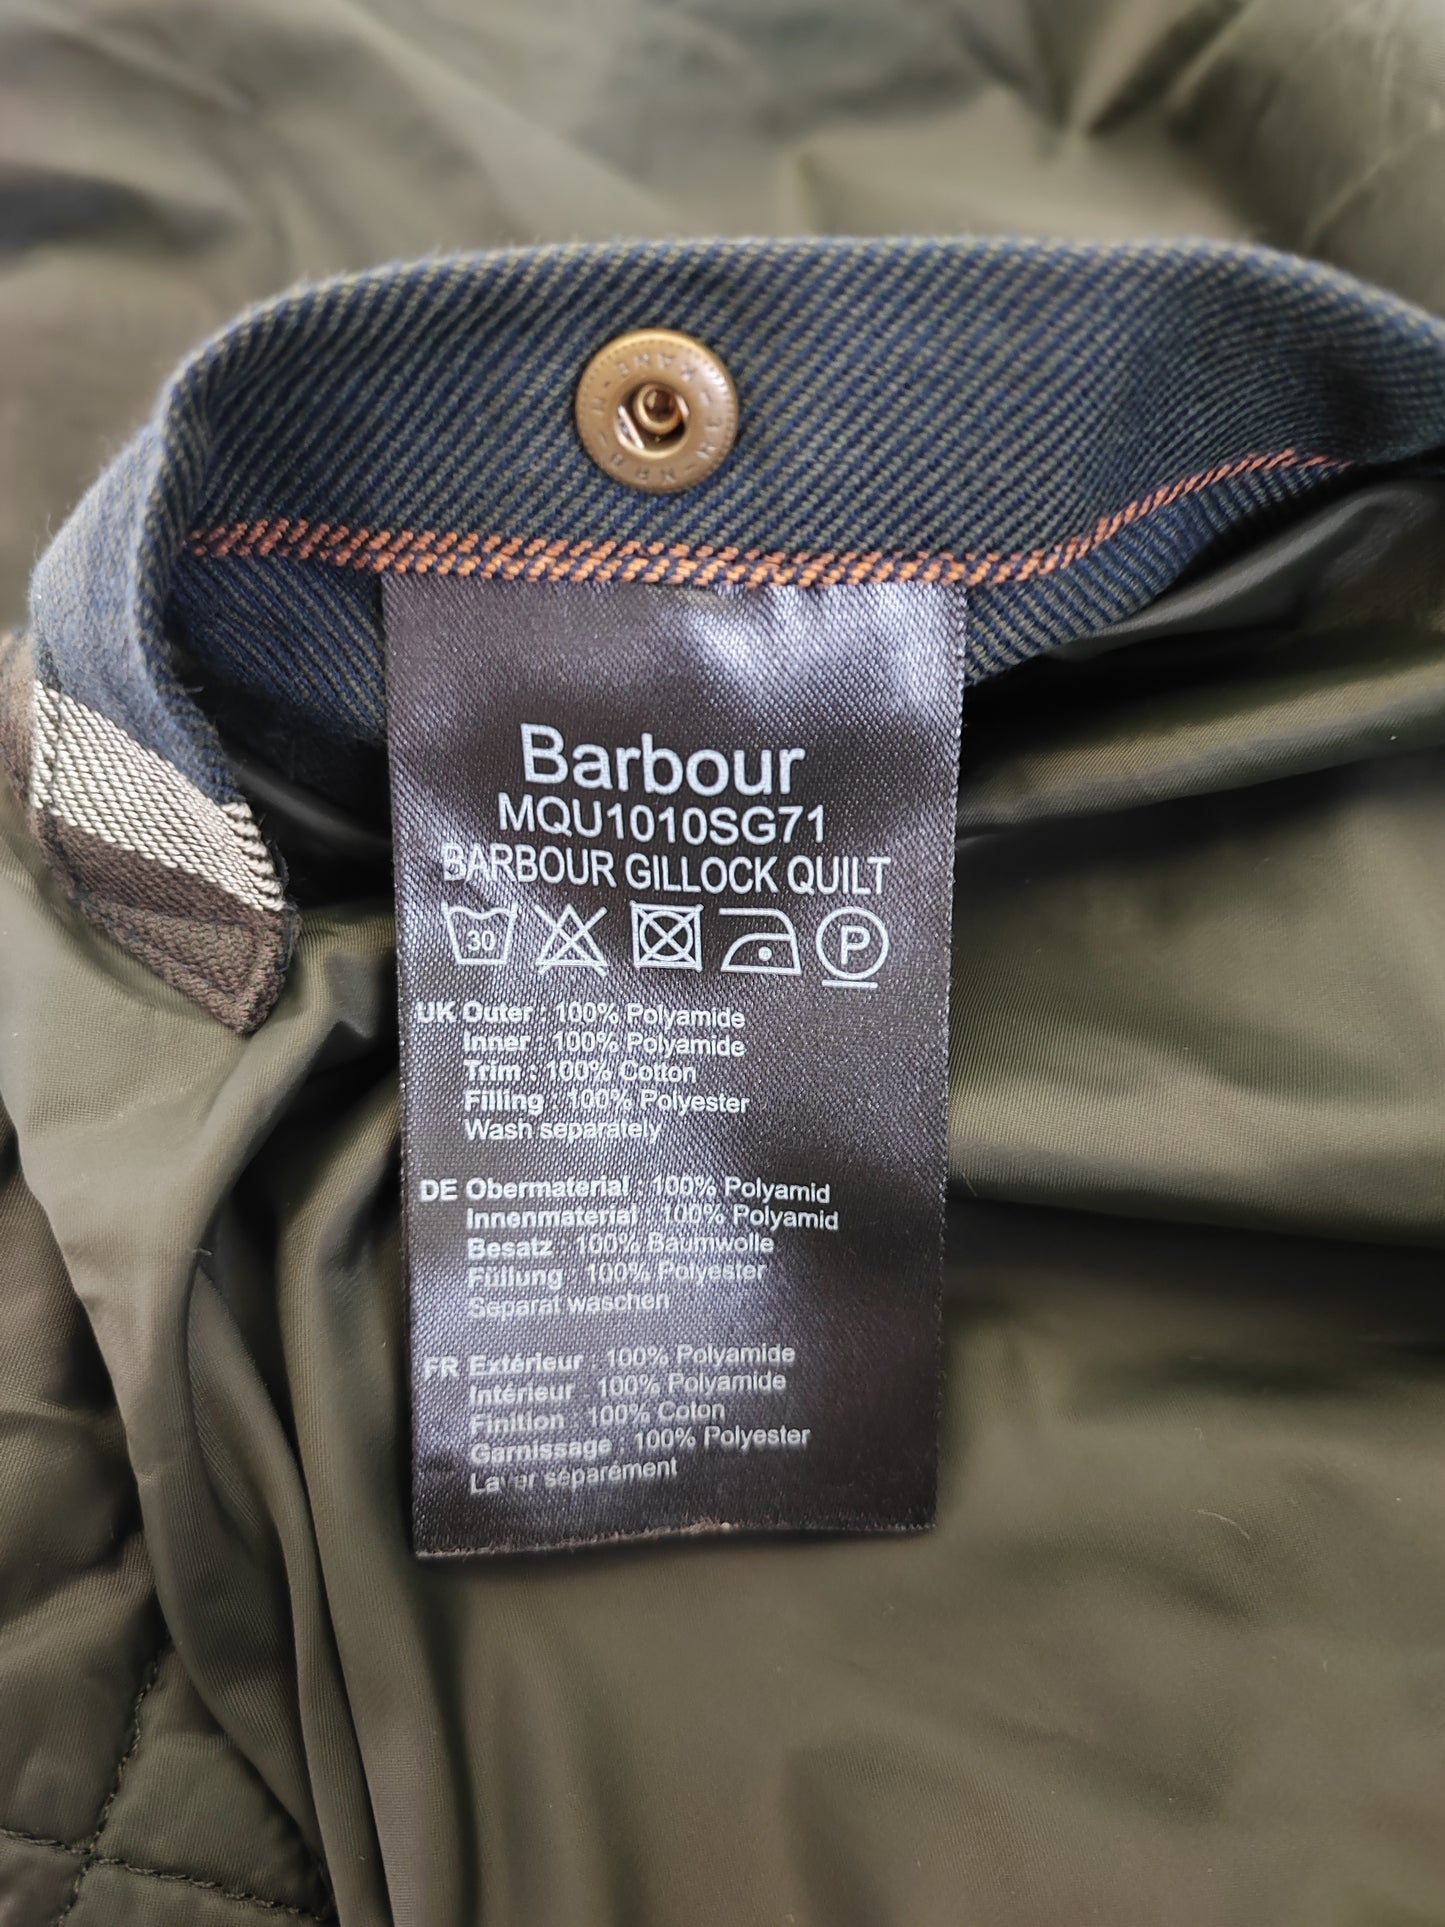 Barbour
MQU1010SG71
BARBOUR GILLOCK QUILT
30
P
UK Outer : 100% Polyamide
Inner : 100% Polyamide
Trim : 100% Cotton
Filling : 100% Polyester
Wash separately
DE Obermaterial : 100% Polyamid
Innenmaterial : 100% Polyamid
Besatz : 100% Baumwolle
Füllung : 100% Polyester
Separat waschen
FR Extérieur : 100% Polyamide
Intérieur : 100% Polyamide
Finition : 100% Coton
Garnissage : 100% Polyester
Laver séparément